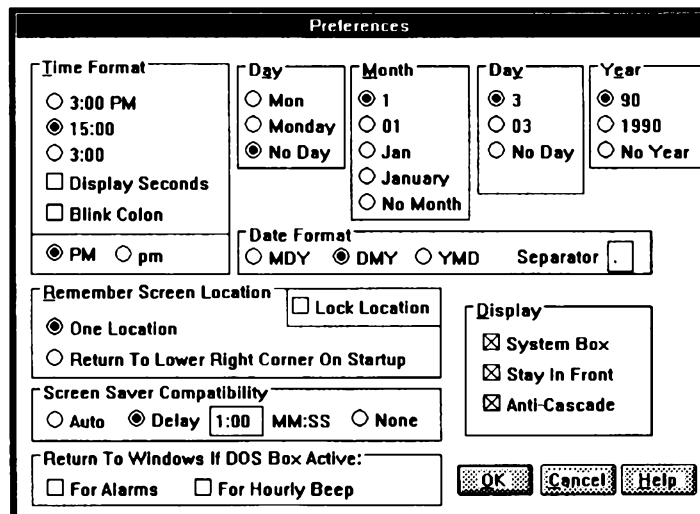 Preferences
Time Format
3:00 PM
15:00
3:00
Display Seconds
Blink Colon
PM pm
Day
Mon
Monday
No Day
Month
1
01
Jan
January
No Month
Day
3
03
No Day
Year
90
1990
No Year
Date Format
MDY DMY YMD Separator .
Remember Screen Location
Lock Location
One Location
Return To Lower Right Corner On Startup
Display
System Box
Stay In Front
Anti-Cascade
Screen Saver Compatibility
Auto Delay 1:00 MM:SS None
Return To Windows If DOS Box Active:
For Alarms For Hourly Beep
OK Cancel Help